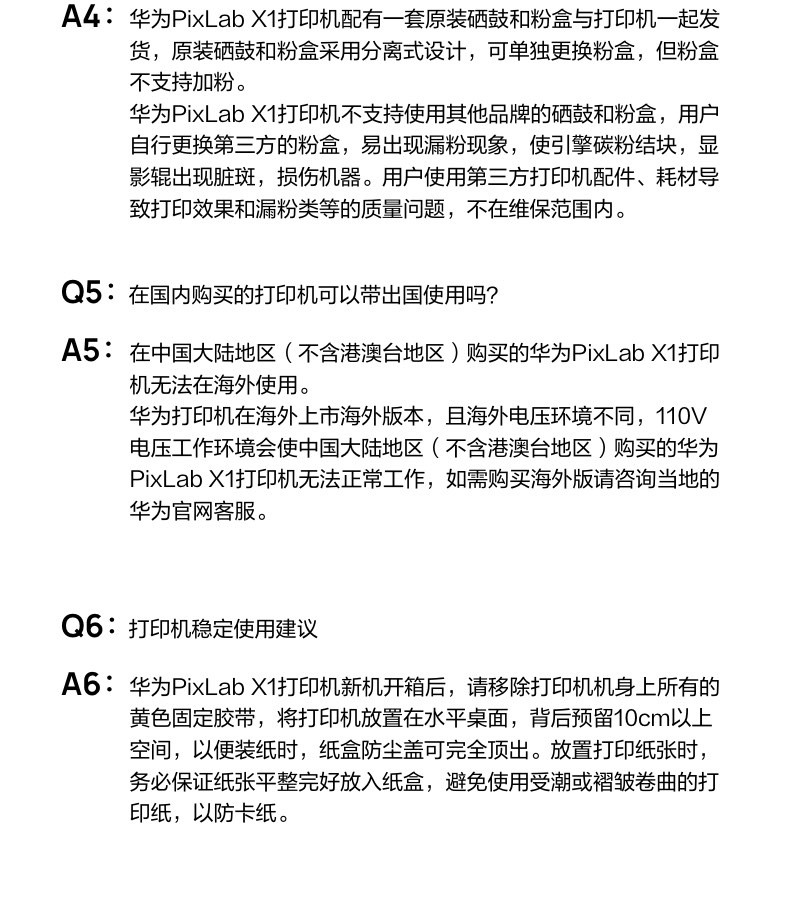 A4： 华为PixLab X1打印机配有一套原装硒鼓和粉盒与打印机一起发
货，原装硒鼓和粉盒采用分离式设计，可单独更换粉盒，但粉盒
不支持加粉。
华为PixLab X1打印机不支持使用其他品牌的硒鼓和粉盒，用户
自行更换第三方的粉盒，易出现漏粉现象，使引擎碳粉结块，显
影辊出现脏斑，损伤机器。用户使用第三方打印机配件、耗材导
致打印效果和漏粉类等的质量问题，不在维保范围内。
Q5： 在国内购买的打印机可以带出国使用吗？
A5： 在中国大陆地区（不含港澳台地区）购买的华为PixLab X1打印
机无法在海外使用。
华为打印机在海外上市海外版本，且海外电压环境不同，110V
电压工作环境会使中国大陆地区（不含港澳台地区）购买的华为
PixLab X1打印机无法正常工作，如需购买海外版请咨询当地的
华为官网客服。
Q6： 打印机稳定使用建议
A6： 华为PixLab X1打印机新机开箱后，请移除打印机机身上所有的
黄色固定胶带，将打印机放置在水平桌面，背后预留10cm以上
空间，以便装纸时，纸盒防尘盖可完全顶出。放置打印纸张时，
务必保证纸张平整完好放入纸盒，避免使用受潮或褶皱卷曲的打
印纸，以防卡纸。